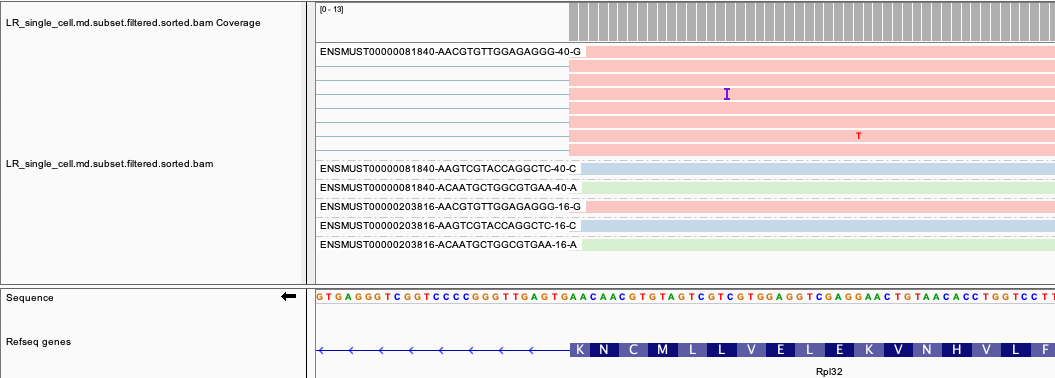 LR_single_cell.md.subset.filtered.sorted.bam Coverage
[0 - 13]
ENSMUST00000081840-AACGTGTTGGAGAGGG-40-G
I
T
LR_single_cell.md.subset.filtered.sorted.bam
ENSMUST00000081840-AAGTCGTACCAGGCTC-40-C
ENSMUST00000081840-ACAATGCTGGCGTGAA-40-A
ENSMUST00000203816-AACGTGTTGGAGAGGG-16-G
ENSMUST00000203816-AAGTCGTACCAGGCTC-16-C
ENSMUST00000203816-ACAATGCTGGCGTGAA-16-A
Sequence
G T G A G G G T C G G T C C C C G G G T T G A G T G A A C A A C G T G T A G T C G T C G T G G A G G T C G A G G A A C T G T A A C A C C T G G T C C T T
Refseq genes
K N C M L L V E L E K V N H V L F
Rpl32